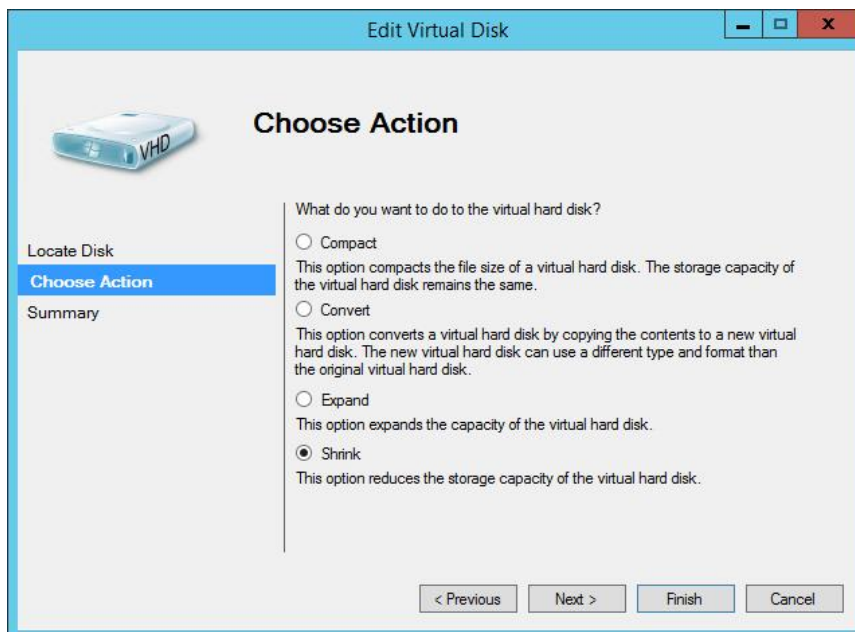 Edit Virtual Disk
VHD
Choose Action
Locate Disk
Choose Action
Summary
What do you want to do to the virtual hard disk?
Compact
This option compacts the file size of a virtual hard disk. The storage capacity of
the virtual hard disk remains the same.
Convert
This option converts a virtual hard disk by copying the contents to a new virtual
hard disk. The new virtual hard disk can use a different type and format than
the original virtual hard disk.
Expand
This option expands the capacity of the virtual hard disk.
Shrink
This option reduces the storage capacity of the virtual hard disk.
< Previous
Next >
Finish
Cancel